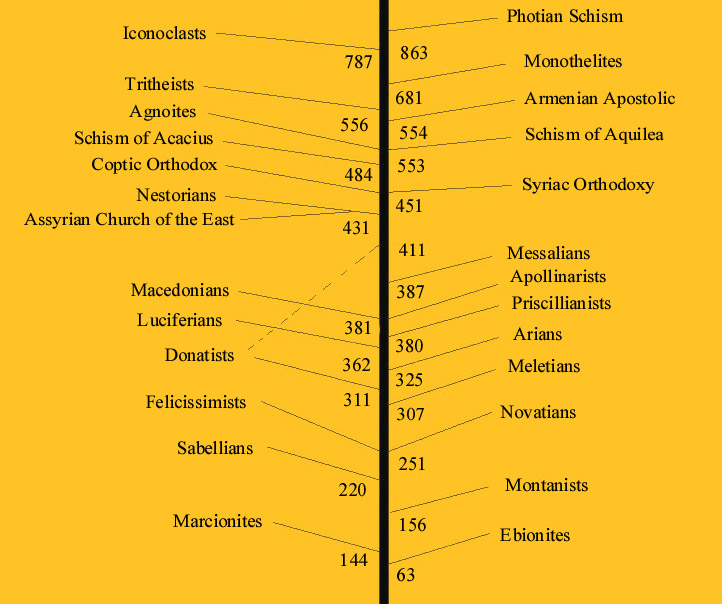 Photian Schism
Iconoclasts
863
787
Monothelites
Tritheists
681
Armenian Apostolic
Agnoites
556
554
Schism of Aquilea
Schism of Acacius
Coptic Orthodox
553
484
Syriac Orthodoxy
Nestorians
451
Assyrian Church of the East
431
411
Messalians
Apollinarists
Macedonians
387
Priscillianists
Luciferians
381
Arians
380
Donatists
362
Meletians
325
311
Felicissimists
307
Novatians
Sabellians
251
220
Montanists
Marcionites
156
Ebionites
144
63